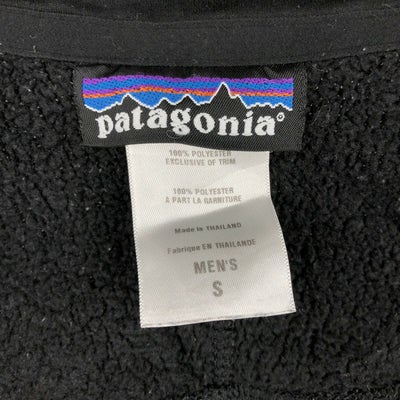 patagonia®
100% POLYESTER
EXCLUSIVE OF TRIM
100% POLYESTER
A PART LA GARNITURE
Made in THAILAND
Fabrique EN THAILANDE
MEN'S
S